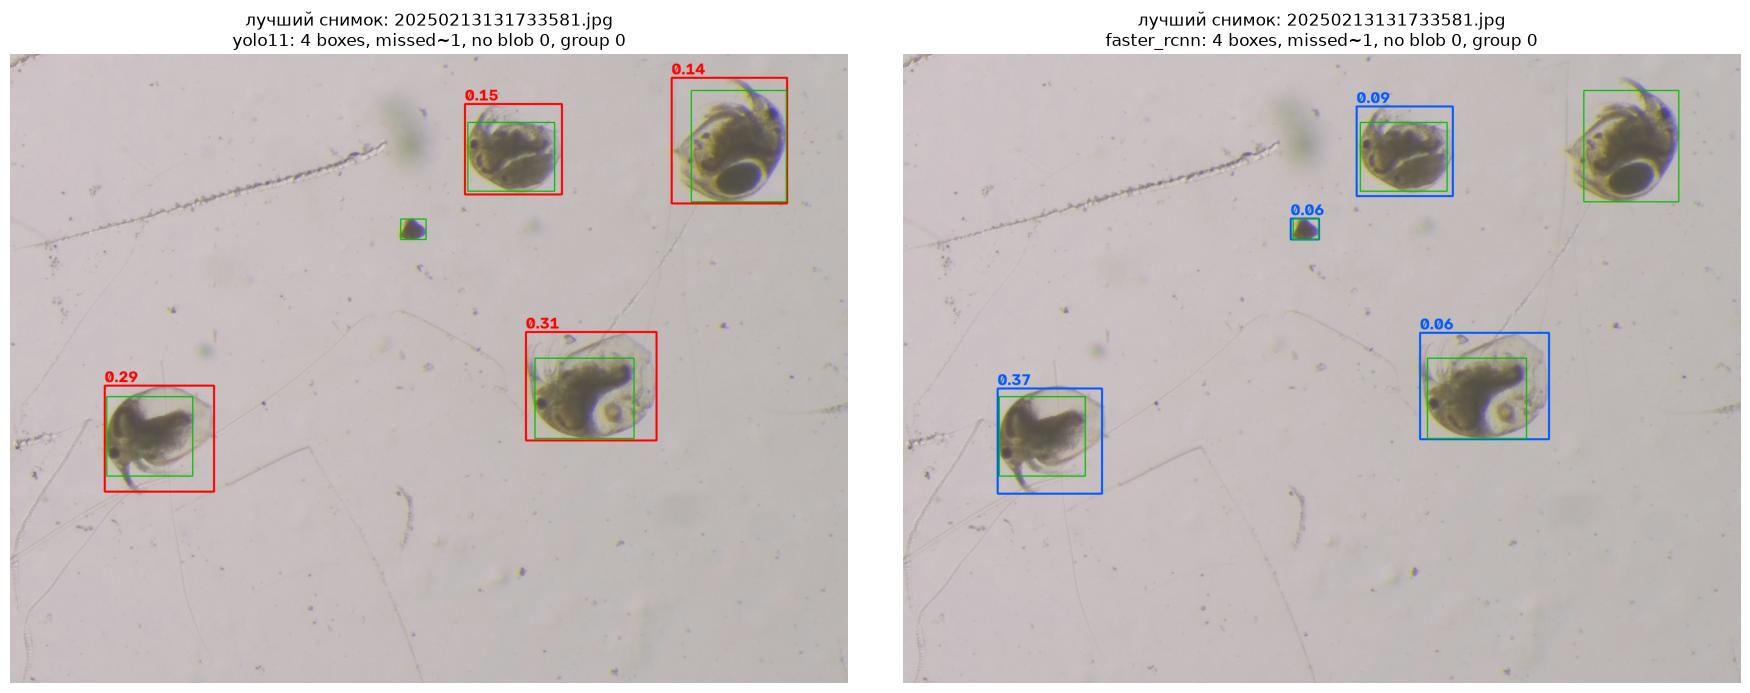 лучший снимок: 20250213131733581.jpg
yolo11: 4 boxes, missed~1, no blob 0, group 0
0.14
0.15
0.31
0.29
лучший снимок: 20250213131733581.jpg
faster_rcnn: 4 boxes, missed~1, no blob 0, group 0
0.09
0.06
0.06
0.37